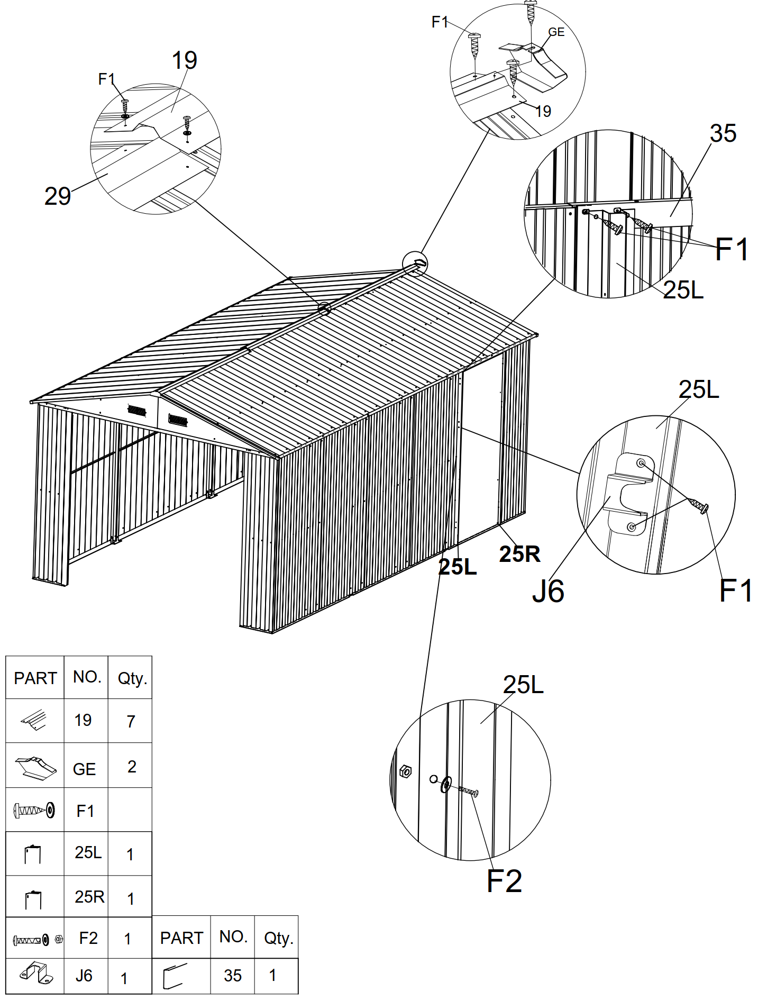 F1
GE
19
F1
19
35
29
F1
25L
25L
25R
25L
J6
F1
25L
F2
PART NO. Qty.
19 7
GE 2
F1
25L 1
25R 1
F2 1
J6 1
PART NO. Qty.
35 1